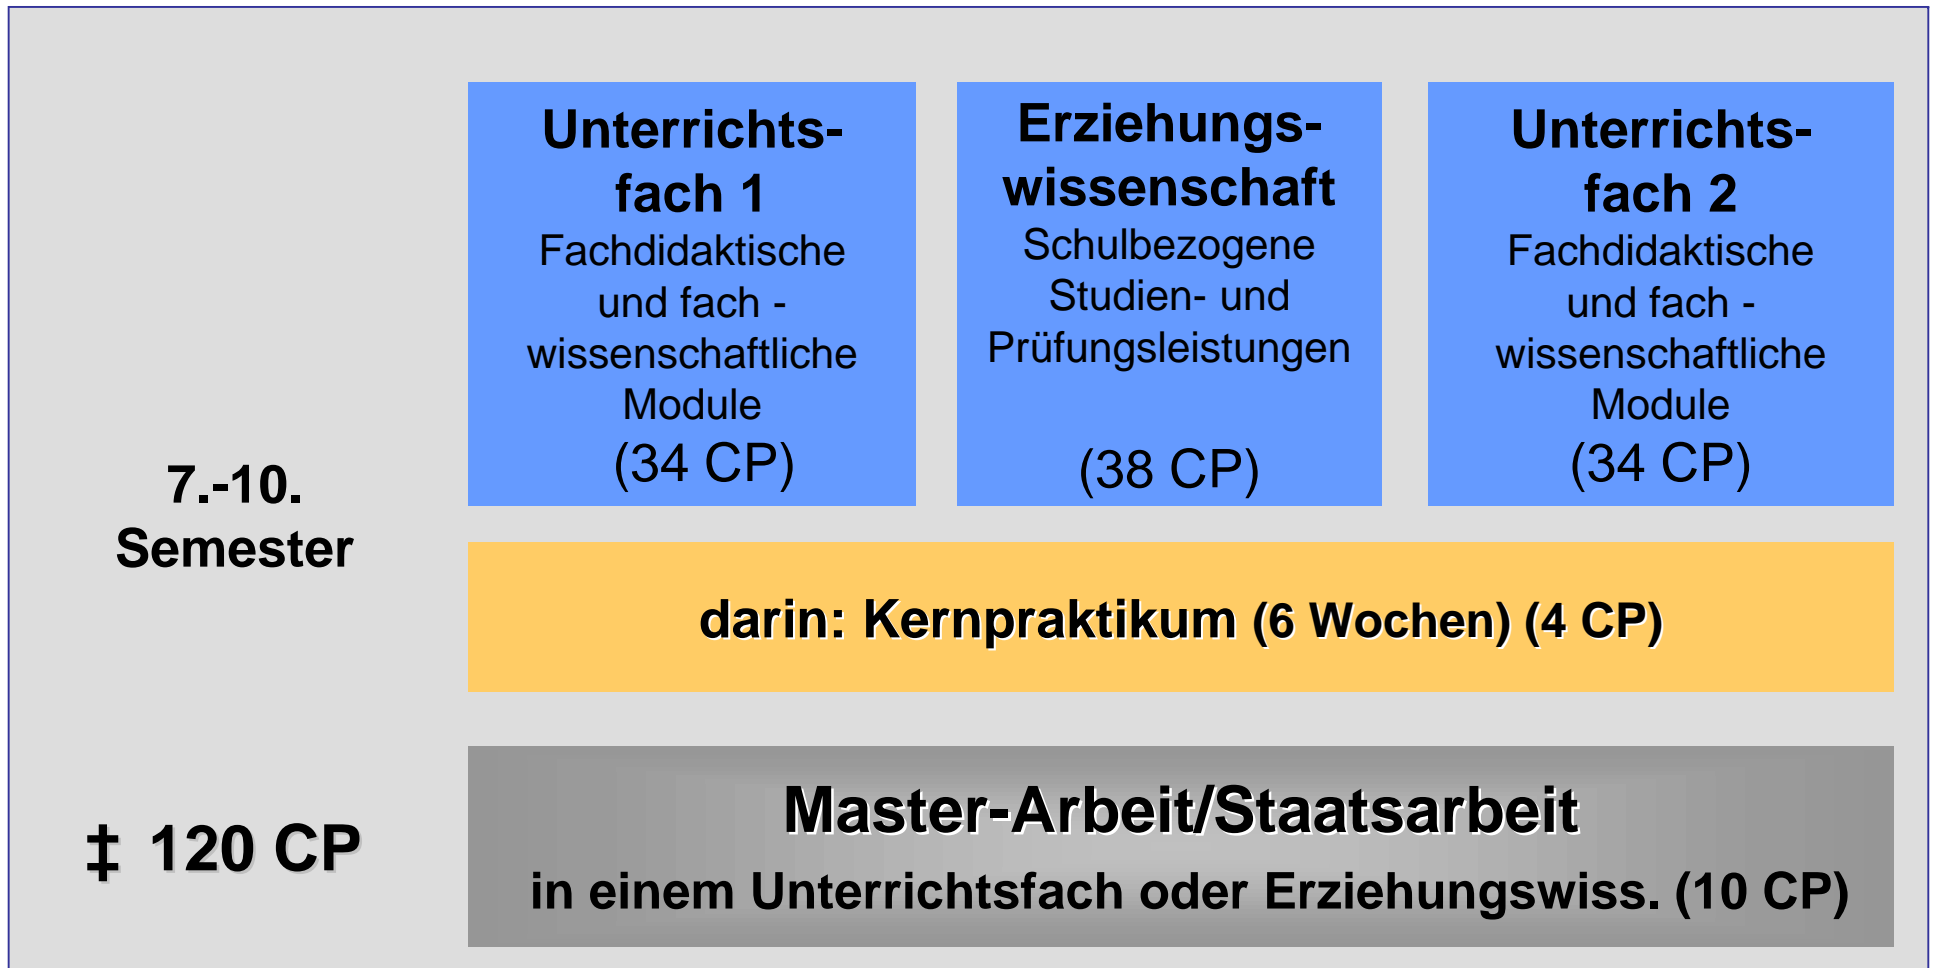 Unterrichts-
fach 1
Fachdidaktische
und fach -
wissenschaftliche
Module
(34 CP)
Erziehungs-
wissenschaft
Schulbezogene
Studien- und
Prüfungsleistungen
(38 CP)
Unterrichts-
fach 2
Fachdidaktische
und fach -
wissenschaftliche
Module
(34 CP)
7.-10.
Semester
darin: Kernpraktikum (6 Wochen) (4 CP)
‡ 120 CP
Master-Arbeit/Staatsarbeit
in einem Unterrichtsfach oder Erziehungswiss. (10 CP)